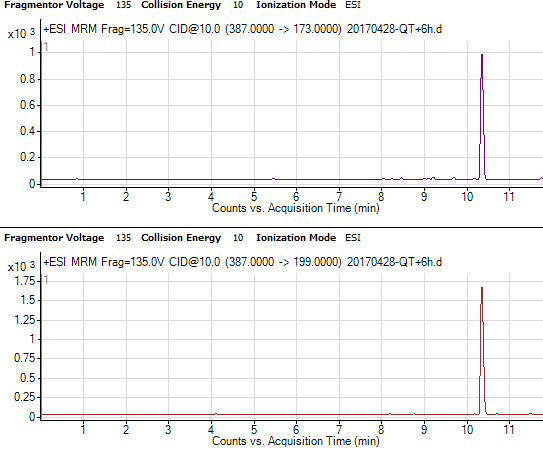 Fragmentor Voltage 135 Collision Energy 10 Ionization Mode ESI
x10 3 +ESI MRM Frag=135.0V CID@10.0 (387.0000 -> 173.0000) 20170428-QT+6h.d
1 1
0.8
0.6
0.4
0.2
0
1 2 3 4 5 6 7 8 9 10 11
Counts vs. Acquisition Time (min)
Fragmentor Voltage 135 Collision Energy 10 Ionization Mode ESI
x10 3 +ESI MRM Frag=135.0V CID@10.0 (387.0000 -> 199.0000) 20170428-QT+6h.d
1.75 1
1.5
1.25
1
0.75
0.5
0.25
0
1 2 3 4 5 6 7 8 9 10 11
Counts vs. Acquisition Time (min)